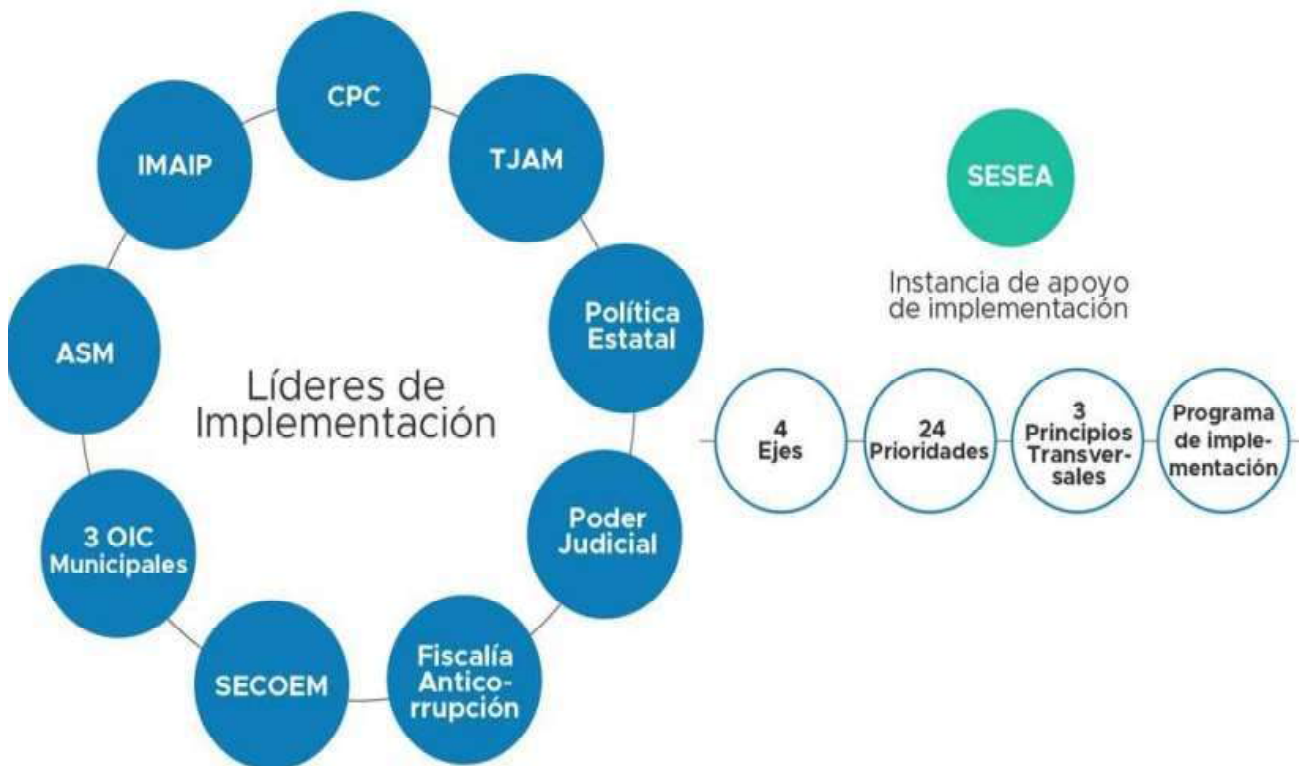 CPC
TJAM
Política
Estatal
Poder
Judicial
Fiscalía
Antico-
rrupción
SECOEM
3 OIC
Municipales
ASM
IMAIP
Líderes de
Implementación
SESEA
Instancia de apoyo
de implementación
4
Ejes
24
Prioridades
3
Principios
Transver-
sales
Programa
de imple-
mentación